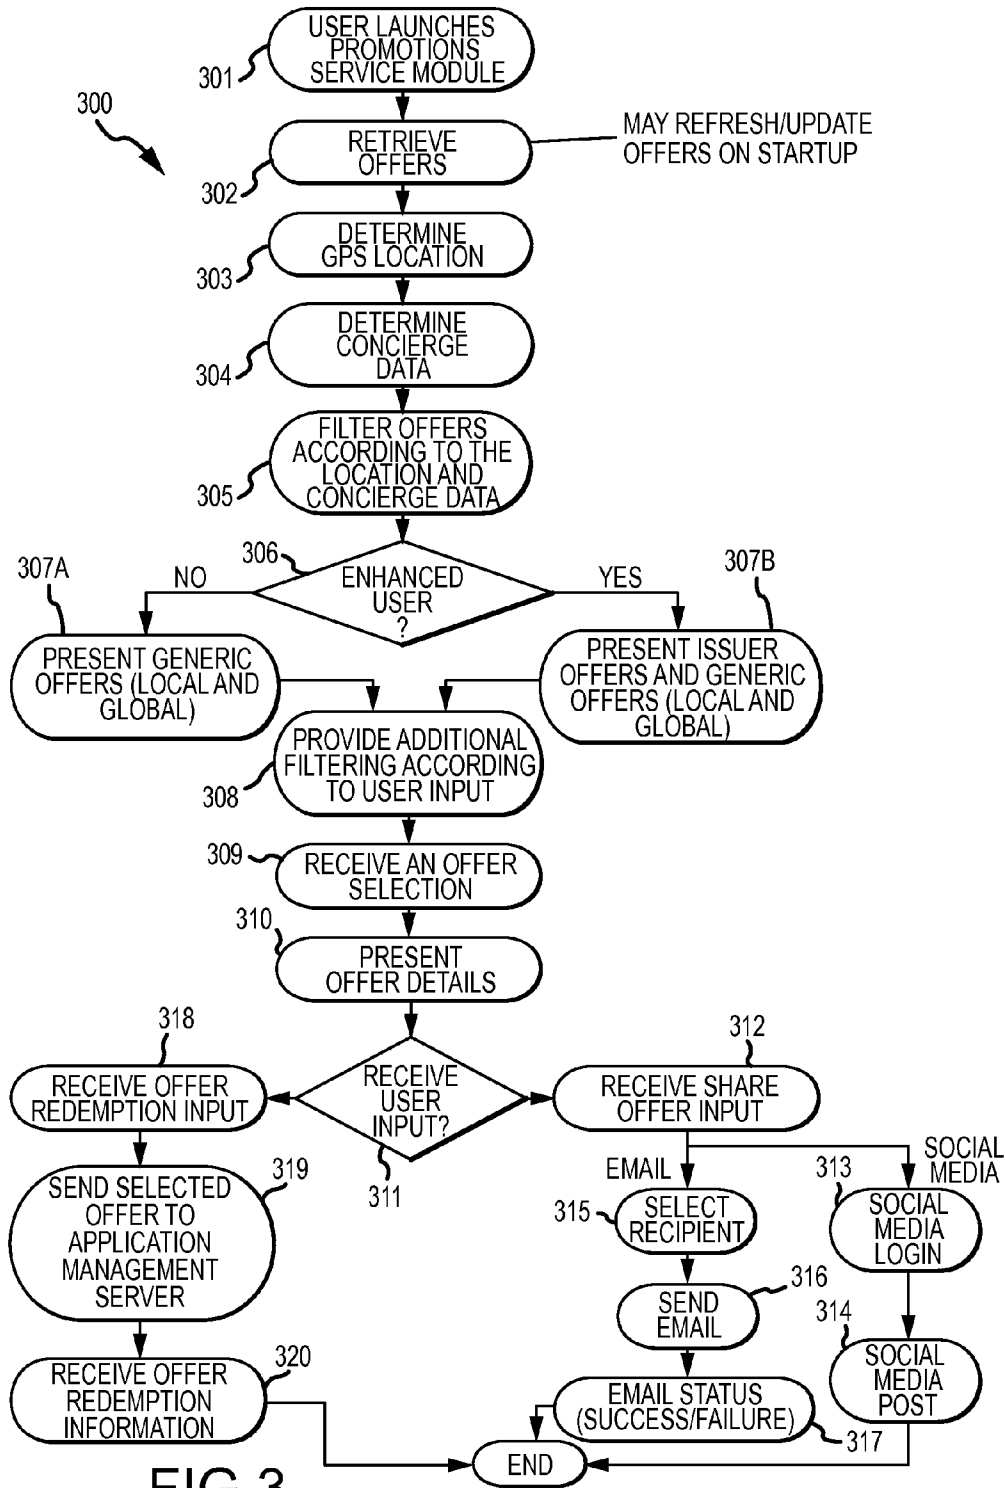 USER LAUNCHES
PROMOTIONS
SERVICE MODULE
301
300
RETRIEVE
OFFERS
302
MAY REFRESH/UPDATE
OFFERS ON STARTUP
DETERMINE
GPS LOCATION
303
DETERMINE
CONCIERGE
DATA
304
FILTER OFFERS
ACCORDING TO THE
LOCATION AND
CONCIERGE DATA
305
306
ENHANCED
USER
?
NO
YES
307A
307B
PRESENT GENERIC
OFFERS (LOCAL AND
GLOBAL)
PRESENT ISSUER
OFFERS AND GENERIC
OFFERS (LOCAL AND
GLOBAL)
PROVIDE ADDITIONAL
FILTERING ACCORDING
TO USER INPUT
308
309
RECEIVE AN OFFER
SELECTION
310
PRESENT
OFFER DETAILS
318
312
RECEIVE OFFER
REDEMPTION INPUT
RECEIVE
USER
INPUT?
311
RECEIVE SHARE
OFFER INPUT
EMAIL
SOCIAL
MEDIA
319
SEND SELECTED
OFFER TO
APPLICATION
MANAGEMENT
SERVER
315
SELECT
RECIPIENT
313
SOCIAL
MEDIA
LOGIN
316
SEND
EMAIL
314
SOCIAL
MEDIA
POST
320
RECEIVE OFFER
REDEMPTION
INFORMATION
EMAIL STATUS
(SUCCESS/FAILURE)
317
END
FIG.3